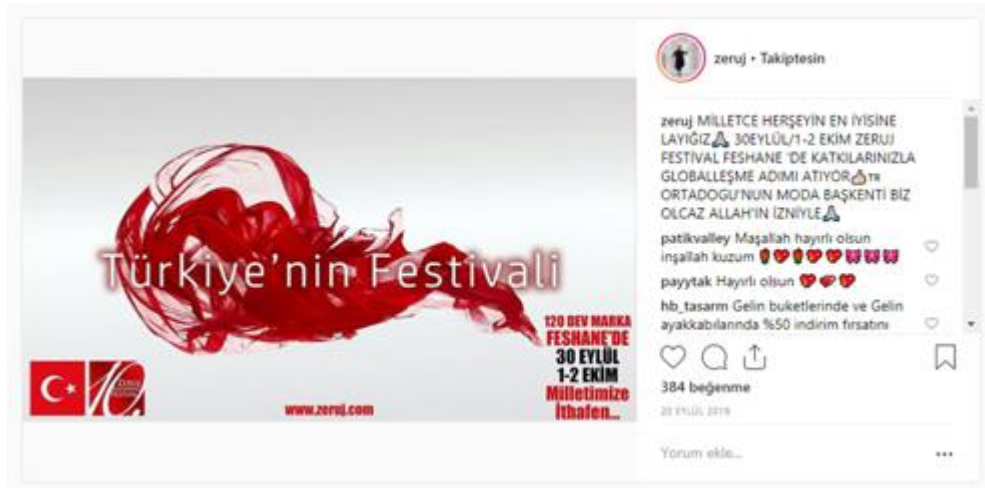 Türkiye'nin Festivali
120 DEV MARKA
FESHANE'DE
30 EYLÜL
1-2 EKİM
Milletimize
İthafen...
www.zeruj.com
zeruj • Takiptesin
zeruj MİLLETCE HERŞEYİN EN İYİSİNE
LAYIĞIZ🙏 30EYLÜL/1-2 EKİM ZERUJ
FESTİVAL FESHANE 'DE KATKILARINIZLA
GLOBALLEŞME ADIMI ATIYOR👍TR
ORTADOGU'NUN MODA BAŞKENTİ BİZ
OLCAZ ALLAH'IN İZNİYLE🙏
patikvalley Maşallah hayırlı olsun
inşallah kuzum
payytak Hayırlı olsun
hb_tasarm Gelin buketlerinde ve Gelin
ayakkabılarında %50 indirim fırsatını
384 beğenme
20 EYLÜL
Yorum ekle...